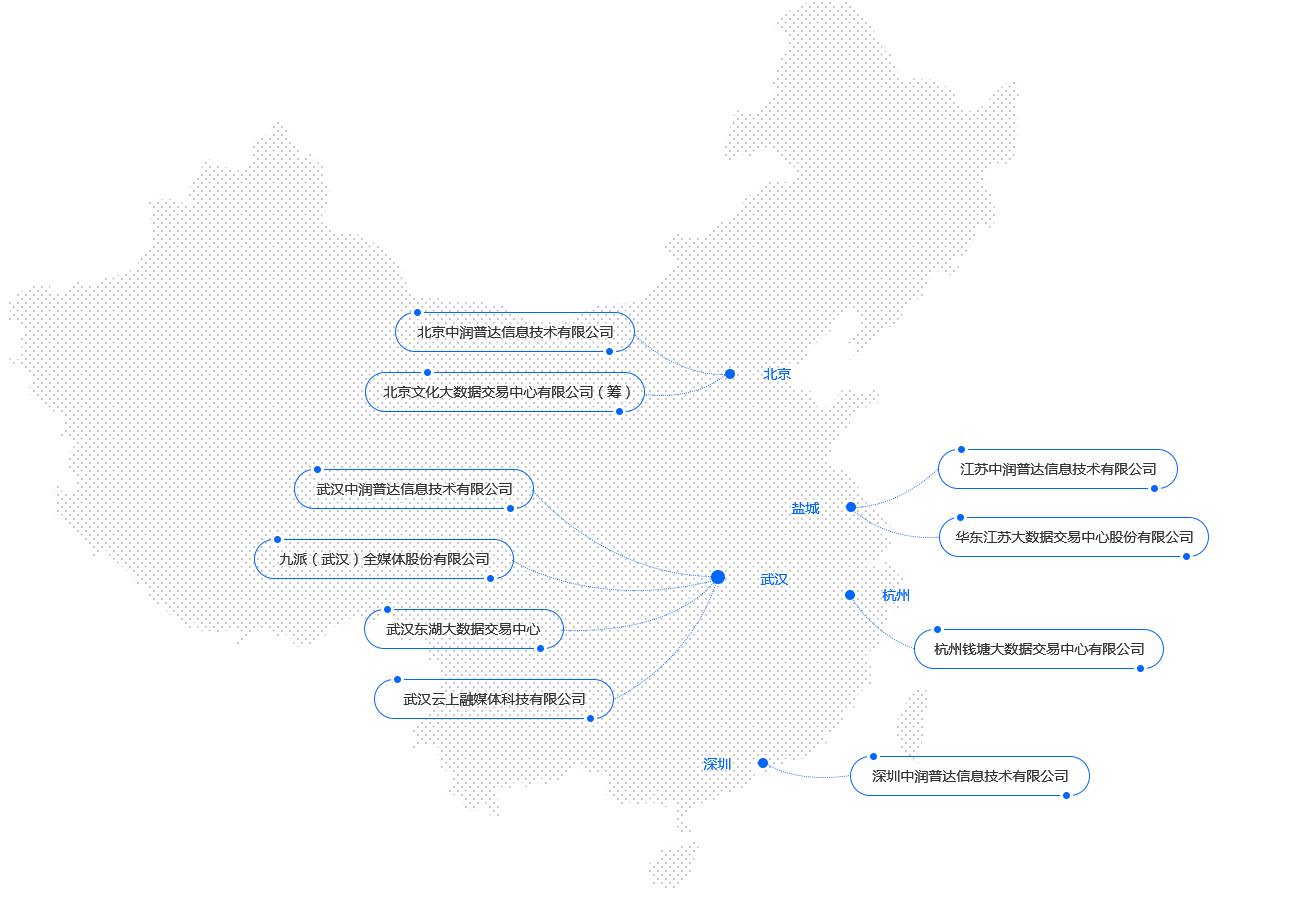 北京中润普达信息技术有限公司
北京
北京文化大数据交易中心有限公司（筹）
江苏中润普达信息技术有限公司
武汉中润普达信息技术有限公司
盐城
华东江苏大数据交易中心股份有限公司
九派（武汉）全媒体股份有限公司
武汉
杭州
武汉东湖大数据交易中心
杭州钱塘大数据交易中心有限公司
武汉云上融媒体科技有限公司
深圳
深圳中润普达信息技术有限公司